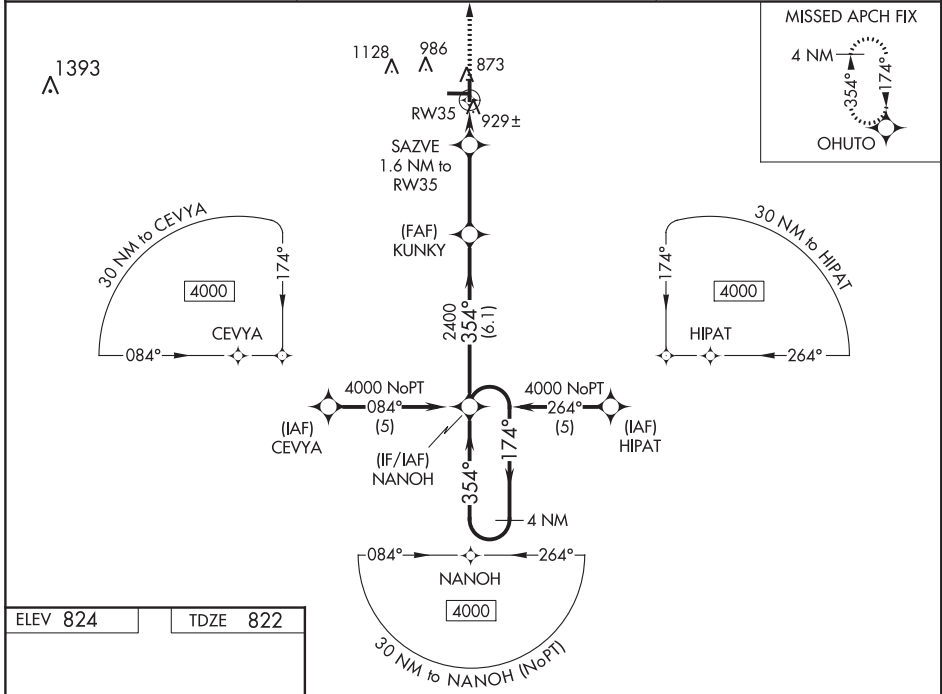 MISSED APCH FIX
4 NM
354°
174°
OHUTO
1393
1128
986
873
RW35
929±
SAZVE
1.6 NM to
RW35
(FAF)
KUNKY
30 NM to CEVYA
174°
4000
CEVYA
084°
30 NM to HIPAT
174°
4000
HIPAT
264°
2400
354°
(6.1)
4000 NoPT
084°
(5)
(IAF)
CEVYA
4000 NoPT
264°
(5)
(IAF)
HIPAT
(IF/IAF)
NANOH
354°
174°
4 NM
084°
264°
NANOH
4000
30 NM to NANOH (NoPT)
ELEV 824
TDZE 822